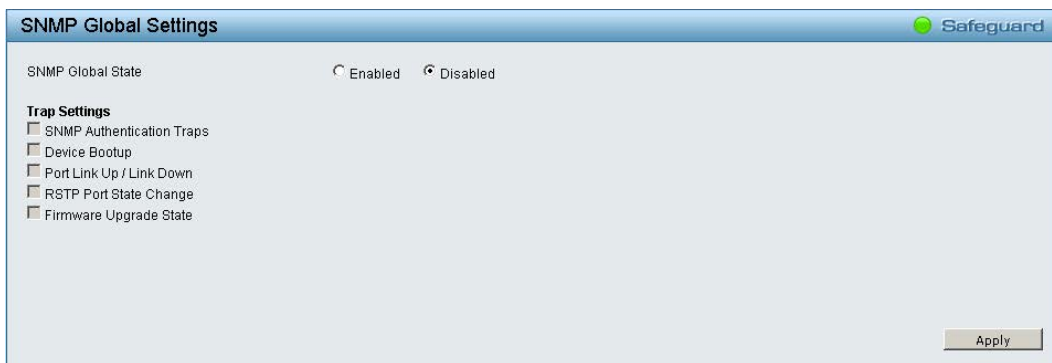 SNMP Global Settings
Safeguard
SNMP Global State
Enabled
Disabled
Trap Settings
SNMP Authentication Traps
Device Bootup
Port Link Up / Link Down
RSTP Port State Change
Firmware Upgrade State
Apply